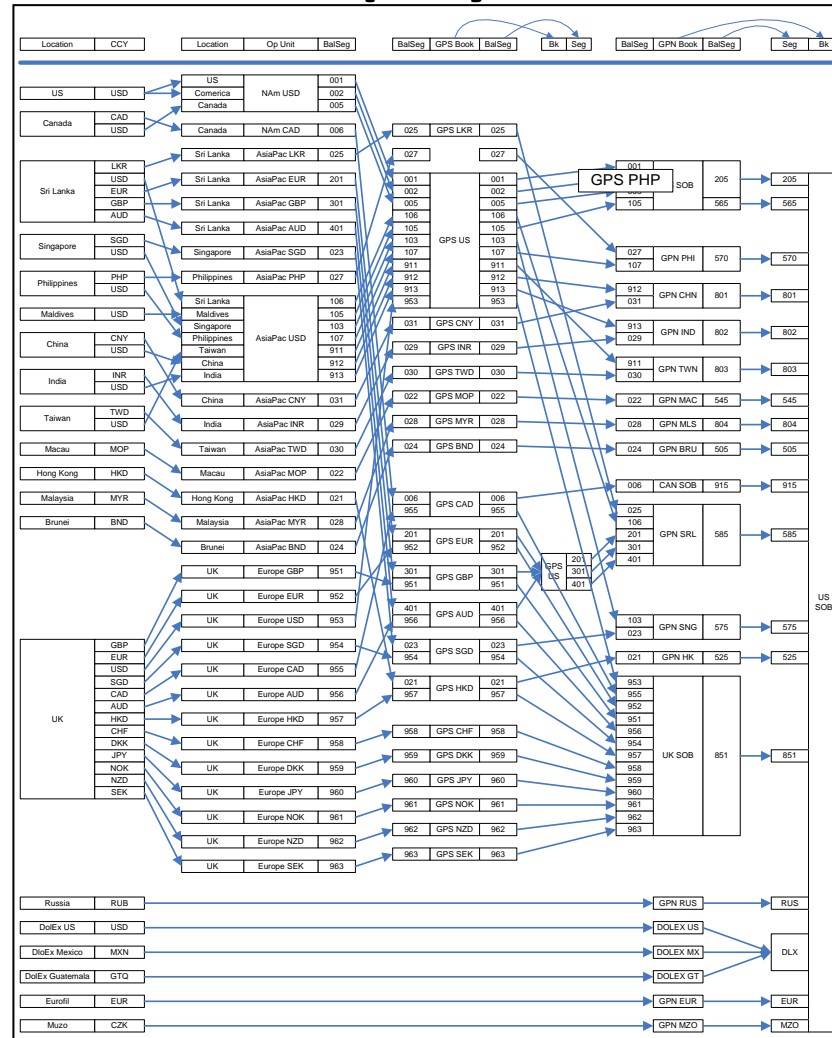 Location CCY Location Op Unit BalSeg BalSeg GPS Book BalSeg Bk Seg BalSeg GPN Book BalSeg Seg Bk
US USD
Canada
CAD
USD
Sri Lanka
LKR
USD
EUR
GBP
AUD
Singapore
SGD
USD
Philippines
PHP
USD
Maldives USD
China
CNY
USD
India
INR
USD
Taiwan
TWD
USD
Macau MOP
Hong Kong HKD
Malaysia MYR
Brunei BND
UK
GBP
EUR
USD
SGD
CAD
AUD
HKD
CHF
DKK
JPY
NOK
NZD
SEK
Russia RUB
DolEx US USD
DloEx Mexico MXN
DolEx Guatemala GTQ
Eurofil EUR
Muzo CZK
US
Comerica
Canada
NAm USD
001
002
005
Canada NAm CAD 006
Sri Lanka AsiaPac LKR 025
Sri Lanka AsiaPac EUR 201
Sri Lanka AsiaPac GBP 301
Sri Lanka AsiaPac AUD 401
Singapore AsiaPac SGD 023
Philippines AsiaPac PHP 027
Sri Lanka
Maldives
Singapore
Philippines
Taiwan
China
India
AsiaPac USD
106
105
103
107
911
912
913
China AsiaPac CNY 031
India AsiaPac INR 029
Taiwan AsiaPac TWD 030
Macau AsiaPac MOP 022
Hong Kong AsiaPac HKD 021
Malaysia AsiaPac MYR 028
Brunei AsiaPac BND 024
UK Europe GBP 951
UK Europe EUR 952
UK Europe USD 953
UK Europe SGD 954
UK Europe CAD 955
UK Europe AUD 956
UK Europe HKD 957
UK Europe CHF 958
UK Europe DKK 959
UK Europe JPY 960
UK Europe NOK 961
UK Europe NZD 962
UK Europe SEK 963
025 GPS LKR 025
027 027
001 001
002 002
005 005
106 106
105 105
103 103
107 107
911 911
912 912
913 913
953 953
GPS US
031 GPS CNY 031
029 GPS INR 029
030 GPS TWD 030
022 GPS MOP 022
028 GPS MYR 028
024 GPS BND 024
006 GPS CAD 006
955 955
201 GPS EUR 201
952 952
301 GPS GBP 301
951 951
401 GPS AUD 401
956 956
023 GPS SGD 023
954 954
021 GPS HKD 021
957 957
958 GPS CHF 958
959 GPS DKK 959
960 GPS JPY 960
961 GPS NOK 961
962 GPS NZD 962
963 GPS SEK 963
GPS
US
201
301
401
GPS PHP
001
105
SOB
205
565
027
107
GPN PHI 570
912
031
GPN CHN 801
913
029
GPN IND 802
911
030
GPN TWN 803
022 GPN MAC 545
028 GPN MLS 804
024 GPN BRU 505
006 CAN SOB 915
025
106
201
301
401
GPN SRL 585
103
023
GPN SNG 575
021 GPN HK 525
953
955
952
951
956
954
957
958
959
960
961
962
963
UK SOB 851
GPN RUS
DOLEX US
DOLEX MX
DOLEX GT
GPN EUR
GPN MZO
205
565
570
801
802
803
545
804
505
915
585
575
525
851
RUS
DLX
EUR
MZO
US
SOB